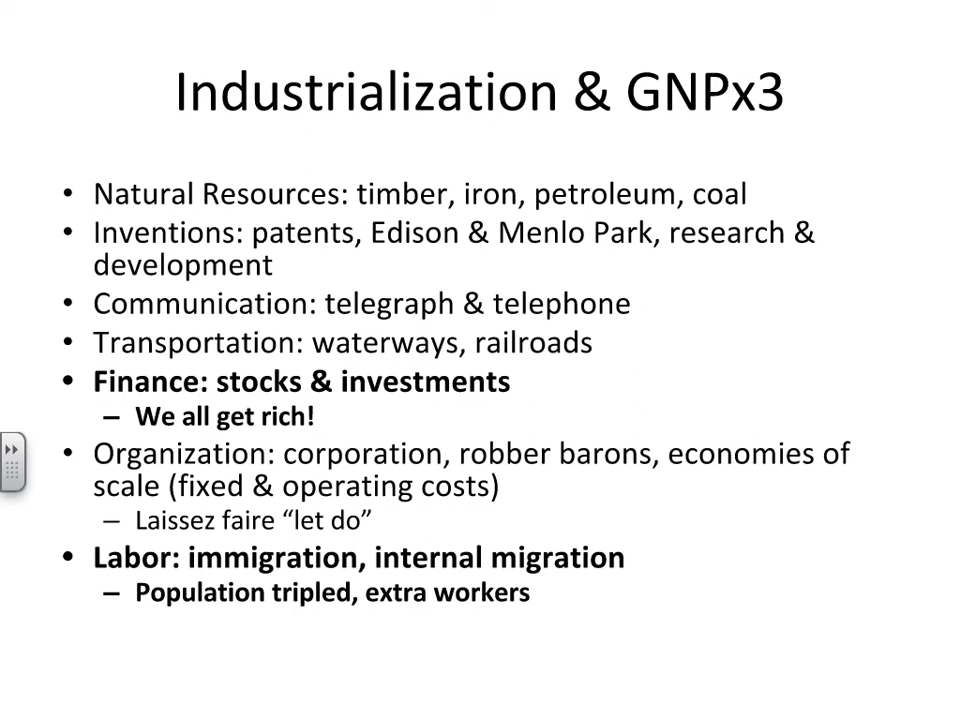 Industrialization & GNPx3
• Natural Resources: timber, iron, petroleum, coal
• Inventions: patents, Edison & Menlo Park, research &
development
• Communication: telegraph & telephone
• Transportation: waterways, railroads
• Finance: stocks & investments
– We all get rich!
• Organization: corporation, robber barons, economies of
scale (fixed & operating costs)
– Laissez faire “let do”
• Labor: immigration, internal migration
– Population tripled, extra workers